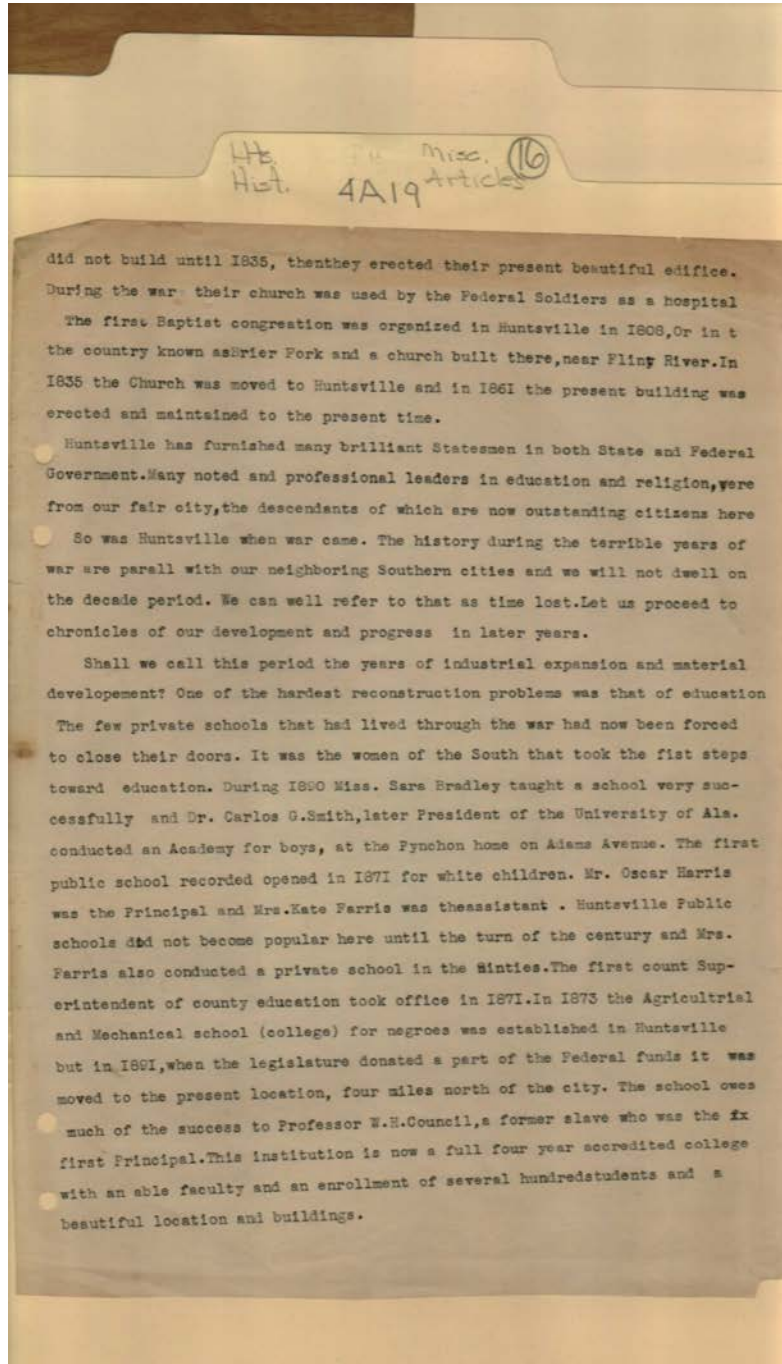 Hts. Misc. 16
Hist. 4A19 Articles
did not build until I835, thenthey erected their present beautiful edifice.
During the war their church was used by the Federal Soldiers as a hospital
The first Baptist congreation was organized in Huntsville in I808,Or in t
the country known asBrier Fork and a church built there,near Fliny River.In
I835 the Church was moved to Huntsville and in I86I the present building was
erected and maintained to the present time.
Huntsville has furnished many brilliant Statesmen in both State and Federal
Government.Many noted and professional leaders in education and religion,were
from our fair city,the descendants of which are now outstanding citizens here
So was Huntsville when war came. The history during the terrible years of
war are parall with our neighboring Southern cities and we will not dwell on
the decade period. We can well refer to that as time lost.Let us proceed to
chronicles of our development and progress in later years.
Shall we call this period the years of industrial expansion and material
developement? One of the hardest reconstruction problems was that of education
The few private schools that had lived through the war had now been forced
to close their doors. It was the women of the South that took the fist steps
toward education. During I890 Miss. Sara Bradley taught a school very suc-
cessfully and Dr. Carlos G.Smith,later President of the University of Ala.
conducted an Academy for boys, at the Pynchon home on Adams Avenue. The first
public school recorded opened in I87I for white children. Mr. Oscar Harris
was the Principal and Mrs.Kate Farris was theassistant . Huntsville Public
schools did not become popular here until the turn of the century and Mrs.
Farris also conducted a private school in the Ninties.The first count Sup-
erintendent of county education took office in I87I.In I873 the Agricultrial
and Mechanical school (college) for negroes was established in Huntsville
but in I89I,when the legislature donated a part of the Federal funds it was
moved to the present location, four miles north of the city. The school owes
much of the success to Professor W.H.Council,a former slave who was the fx
first Principal.This institution is now a full four year accredited college
with an able faculty and an enrollment of several hundredstudents and a
beautiful location and buildings.